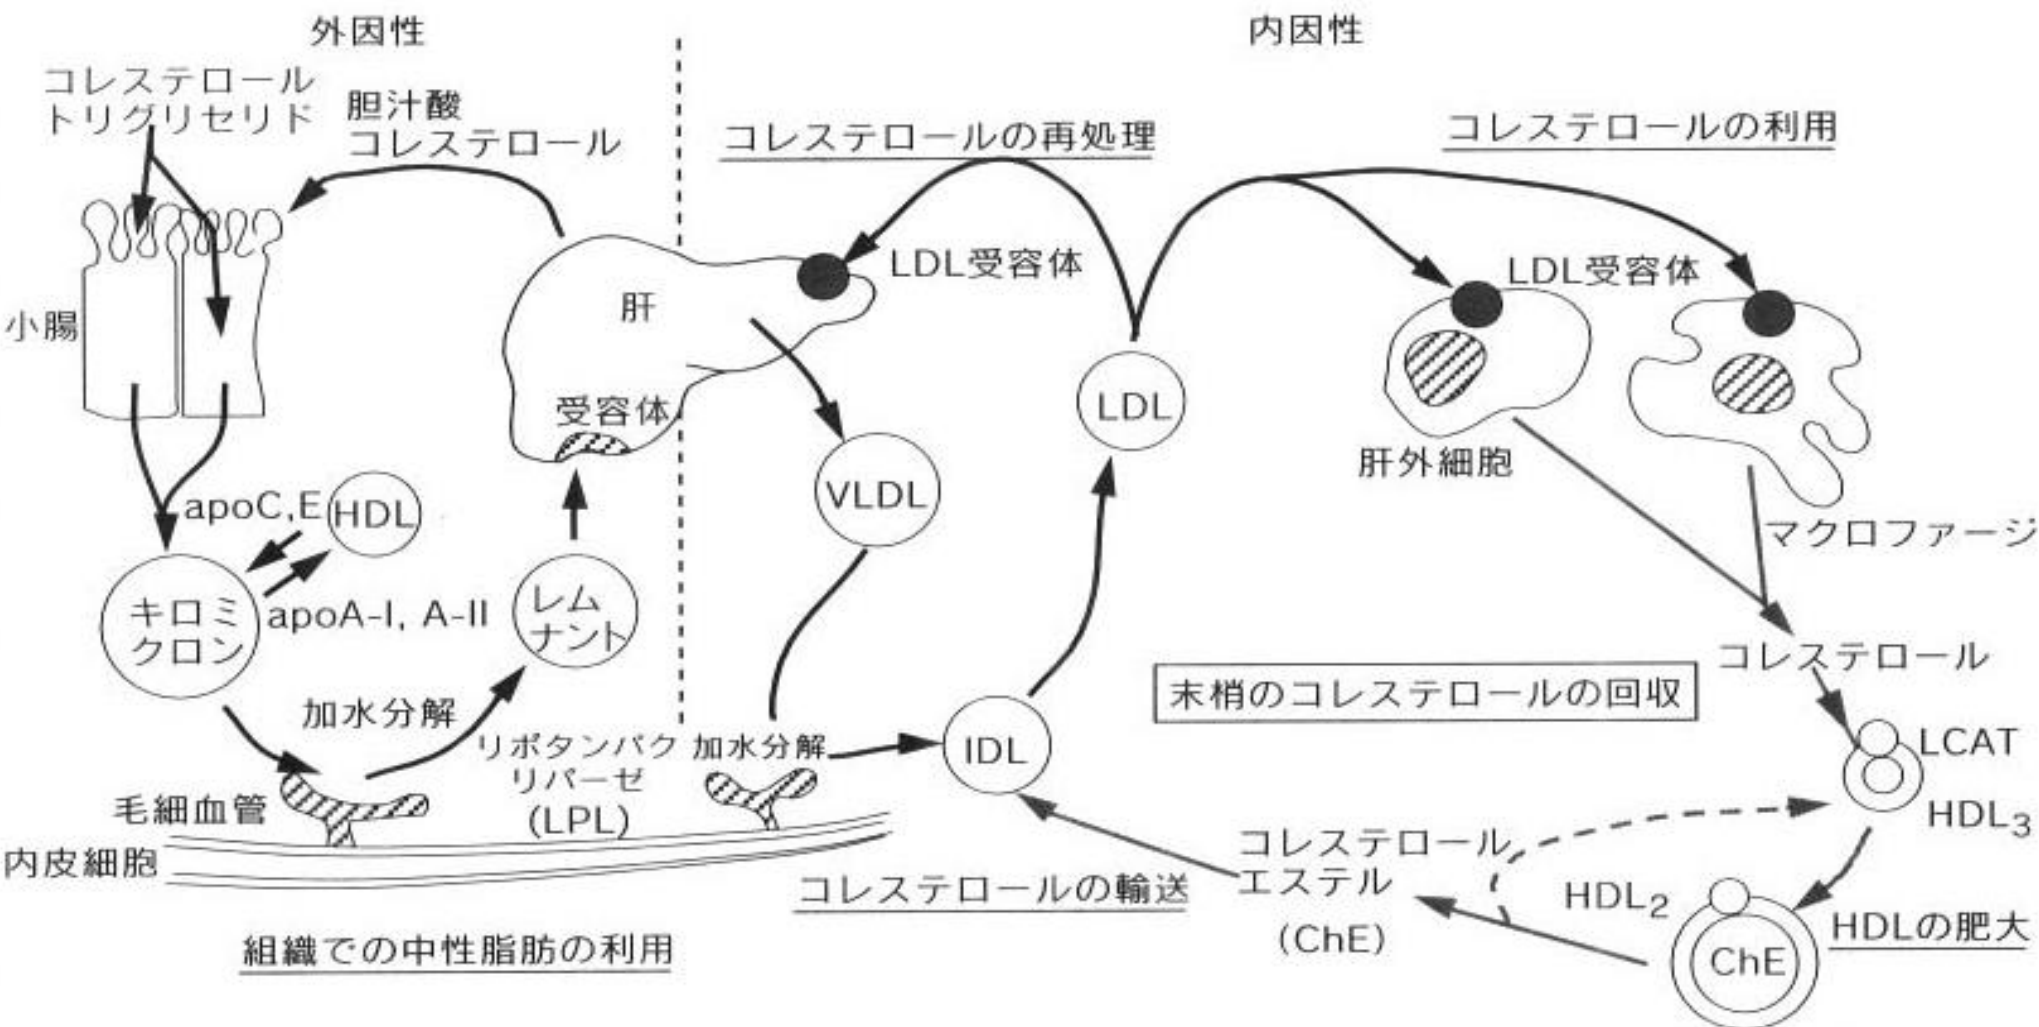 外因性
内因性
コレステロール
トリグリセリド
胆汁酸
コレステロール
コレステロールの再処理
コレステロールの利用
LDL受容体
LDL受容体
肝
小腸
受容体
LDL
肝外細胞
VLDL
apoC,E
HDL
マクロファージ
キロミ
クロン
apoA-I, A-II
レム
ナント
コレステロール
末梢のコレステロールの回収
加水分解
リポタンパク
リパーゼ
(LPL)
加水分解
IDL
LCAT
HDL3
毛細血管
内皮細胞
コレステロールの輸送
コレステロール
エステル
(ChE)
HDL2
HDLの肥大
ChE
組織での中性脂肪の利用